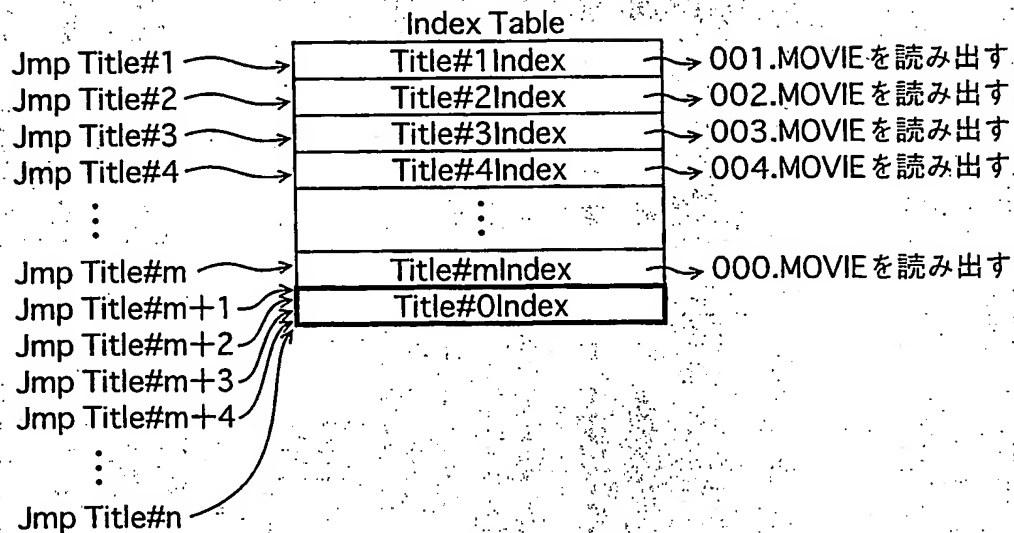 Index Table
Jmp Title#1 Title#1Index 001.MOVIEを読み出す
Jmp Title#2 Title#2Index 002.MOVIEを読み出す
Jmp Title#3 Title#3Index 003.MOVIEを読み出す
Jmp Title#4 Title#4Index 004.MOVIEを読み出す
⋮ ⋮
Jmp Title#m Title#mIndex 000.MOVIEを読み出す
Jmp Title#m+1 Title#0Index
Jmp Title#m+2
Jmp Title#m+3
Jmp Title#m+4
⋮
Jmp Title#n